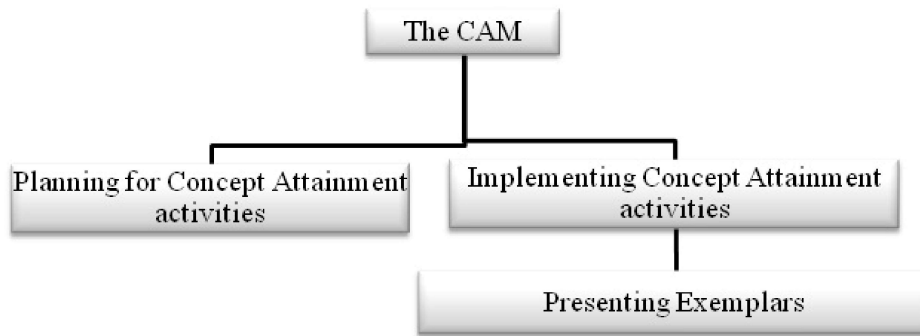 The CAM
Planning for Concept Attainment
activities
Implementing Concept Attainment
activities
Presenting Exemplars